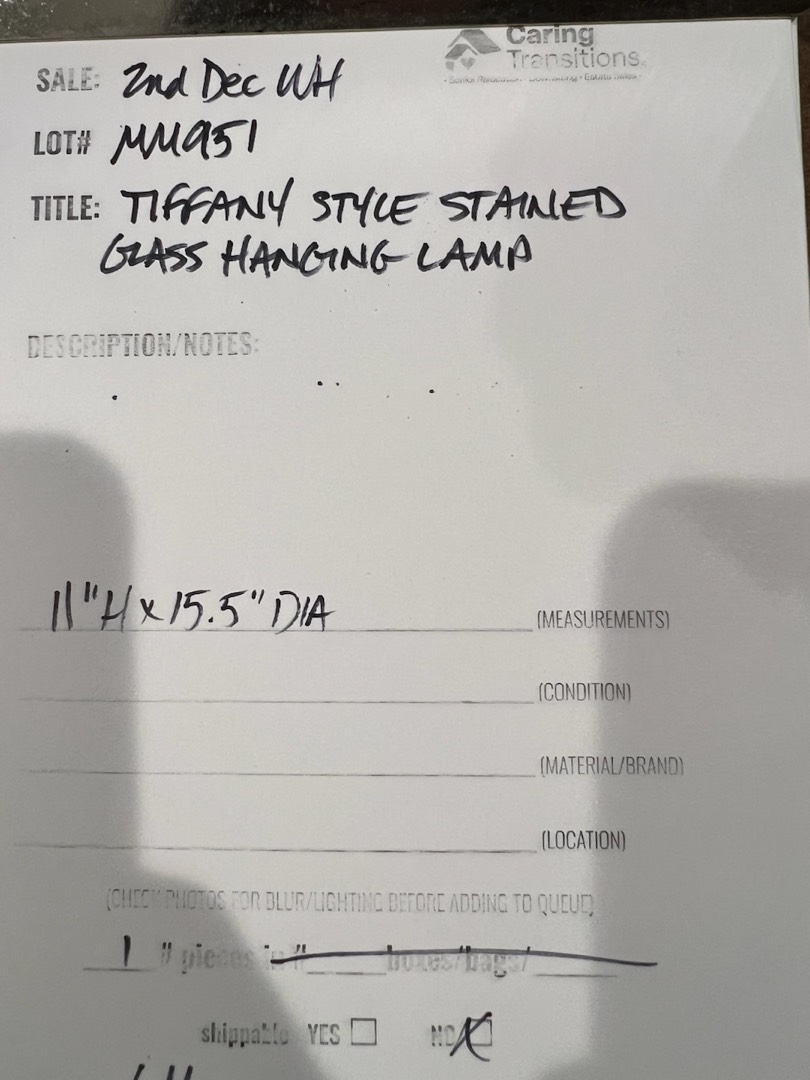 Caring
Transitions
SALE: 2nd Dec WH
LOT# MM951
TITLE: TIFFANY STYLE STAINED
GLASS HANGING LAMP
DESCRIPTION/NOTES:
11"H x 15.5" DIA (MEASUREMENTS)
(CONDITION)
(MATERIAL/BRAND)
(LOCATION)
(CHECK PHOTOS FOR BLUR/LIGHTING BEFORE ADDING TO QUEUE)
1 # pieces in # boxes/bags/
shippable YES NO X